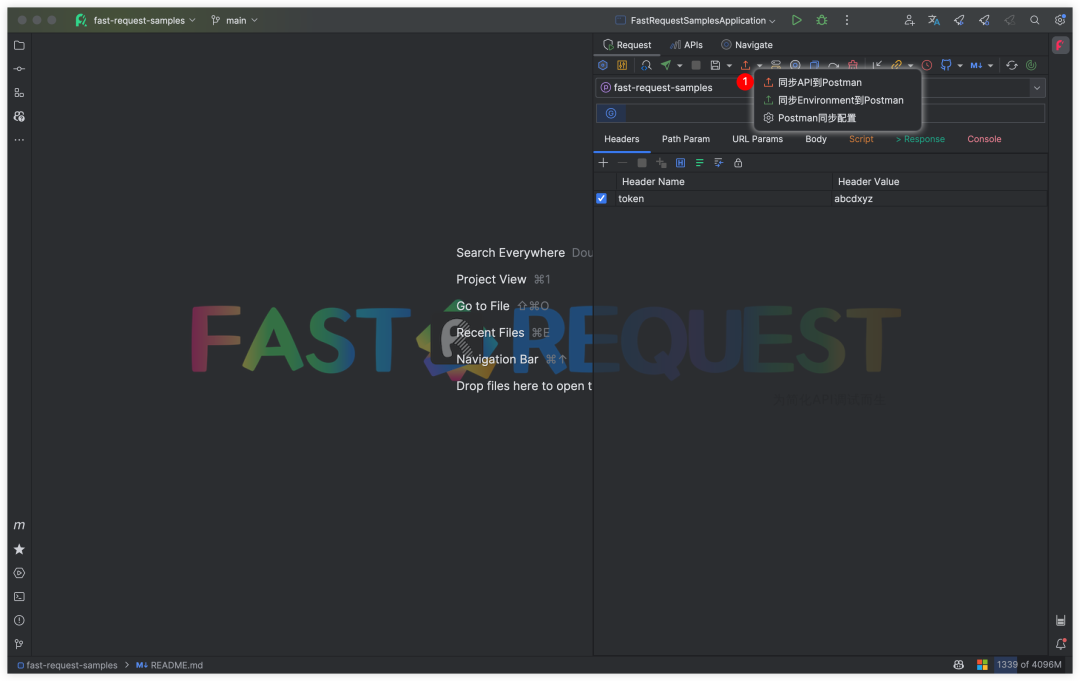 fast-request-samples
main
FastRequestSamplesApplication
Request
APIs
Navigate
M↓
1
fast-request-samples
同步API到Postman
同步Environment到Postman
Postman同步配置
Headers
Path Param
URL Params
Body
Script
> Response
Console
Header Name
Header Value
token
abcdxyz
Search Everywhere Dou
Project View ⌘1
Go to File ⇧⌘O
Recent Files ⌘E
Navigation Bar ⌘↑
Drop files here to open t
FAST REQUEST
m
fast-request-samples > M↓ README.md
1339 of 4096M